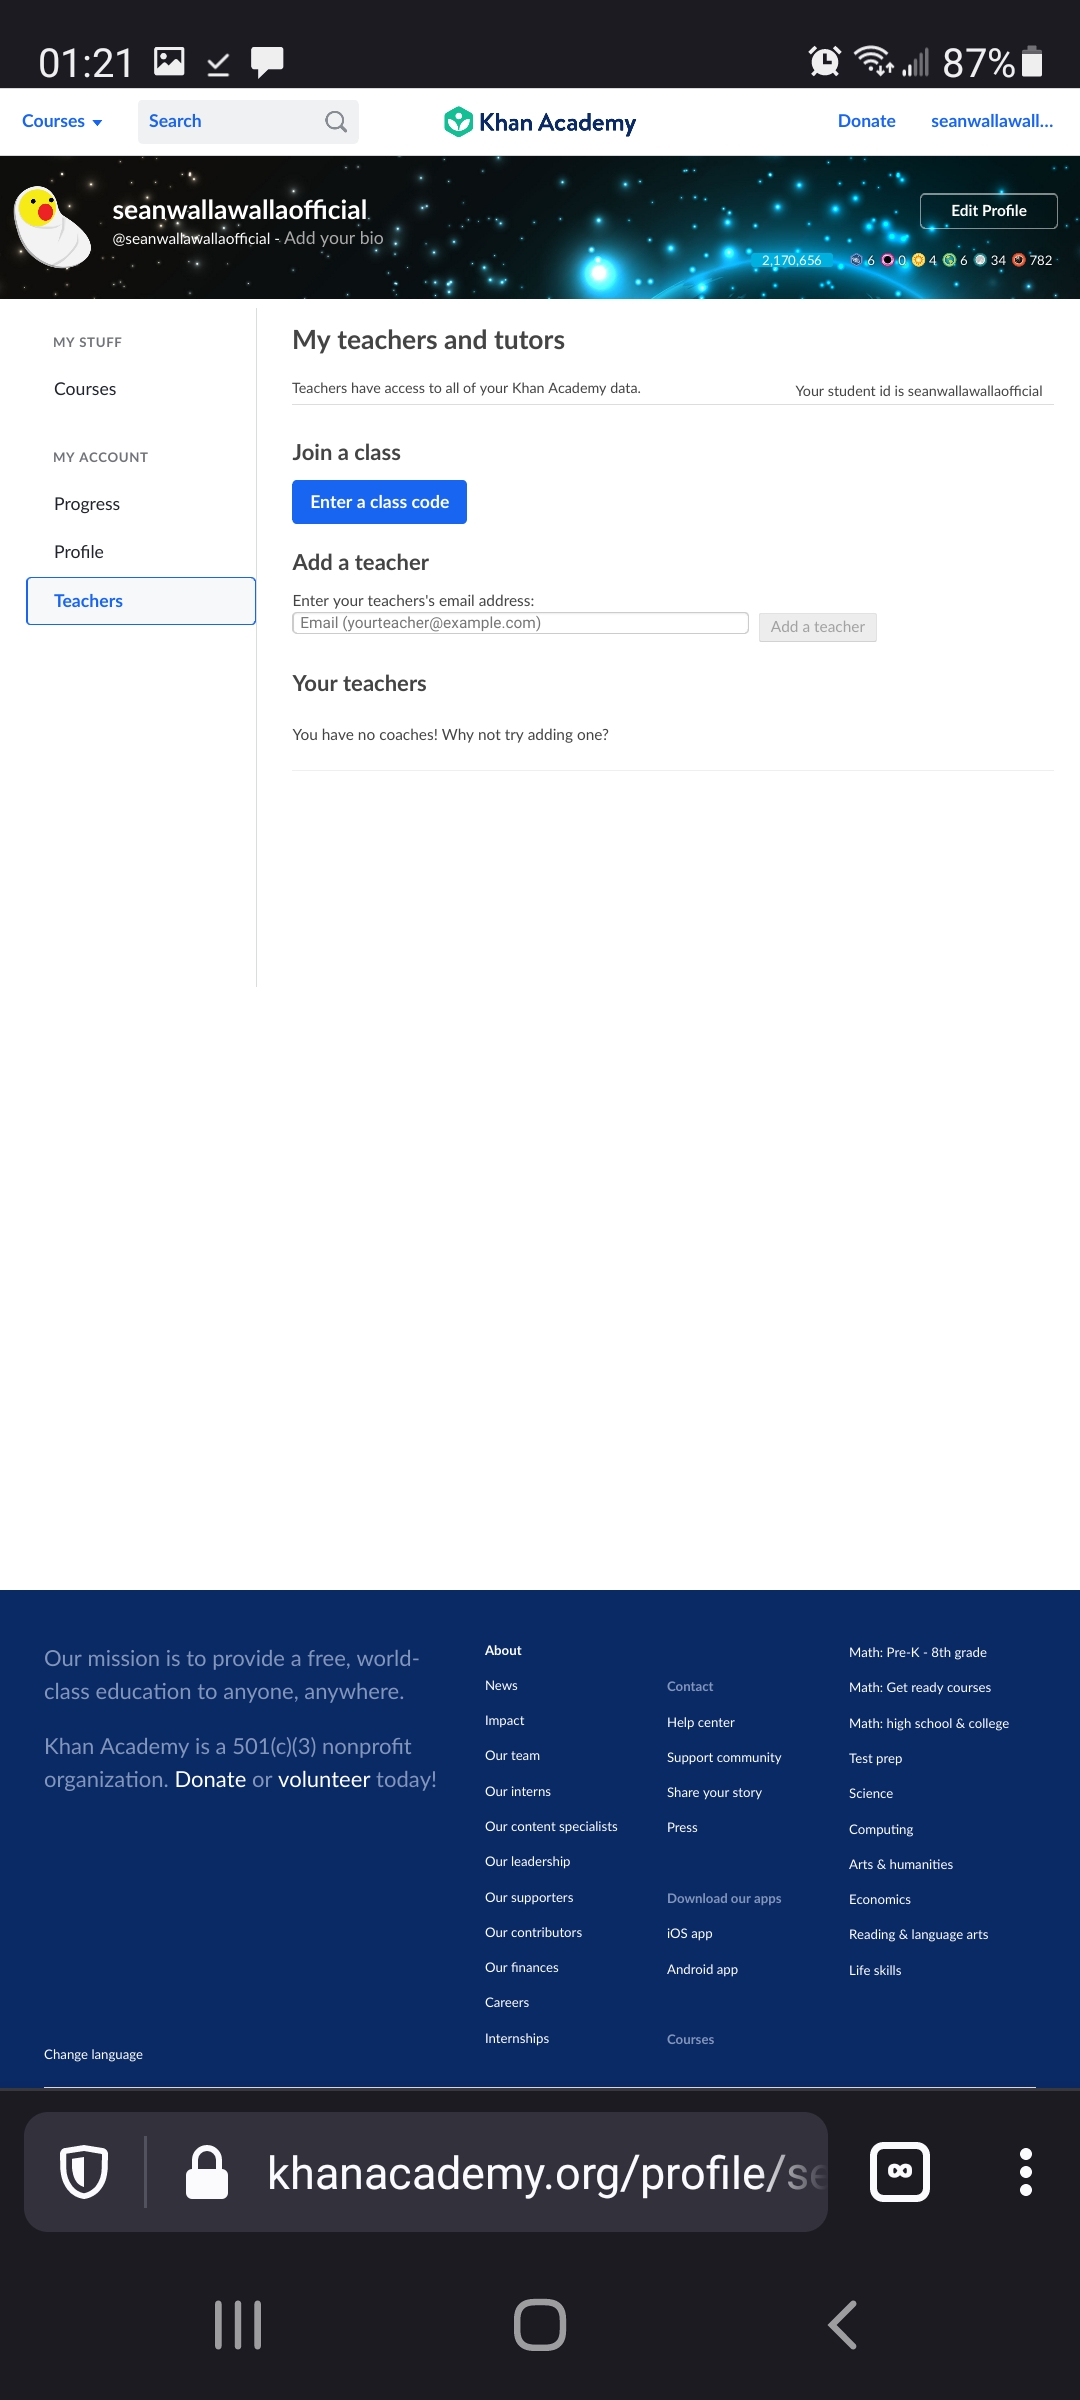 01:21 87%
Courses Search Khan Academy Donate seanwallawall...
seanwallawallaofficial
@seanwallawallaofficial - Add your bio
Edit Profile
2,170,656 6 0 4 6 34 782
MY STUFF
Courses
MY ACCOUNT
Progress
Profile
Teachers
My teachers and tutors
Teachers have access to all of your Khan Academy data.
Your student id is seanwallawallaofficial
Join a class
Enter a class code
Add a teacher
Enter your teachers's email address:
Email (yourteacher@example.com) Add a teacher
Your teachers
You have no coaches! Why not try adding one?
Our mission is to provide a free, world-
class education to anyone, anywhere.
Khan Academy is a 501(c)(3) nonprofit
organization. Donate or volunteer today!
Change language
About
News
Impact
Our team
Our interns
Our content specialists
Our leadership
Our supporters
Our contributors
Our finances
Careers
Internships
Contact
Help center
Support community
Share your story
Press
Download our apps
iOS app
Android app
Courses
Math: Pre-K - 8th grade
Math: Get ready courses
Math: high school & college
Test prep
Science
Computing
Arts & humanities
Economics
Reading & language arts
Life skills
khanacademy.org/profile/se